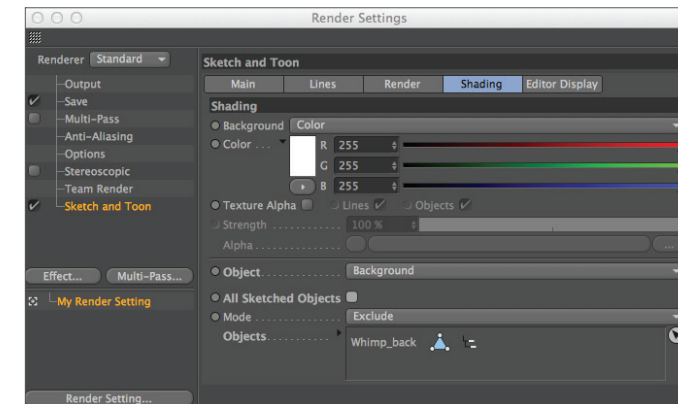 Render Settings
Renderer Standard
Output
Save
Multi-Pass
Anti-Aliasing
Options
Stereoscopic
Team Render
Sketch and Toon
Effect... Multi-Pass...
My Render Setting
Render Setting...
Sketch and Toon
Main Lines Render Shading Editor Display
Shading
Background Color
Color ... R 255
G 255
B 255
Texture Alpha Lines Objects
Strength ............ 100 %
Alpha ..............
Object .............. Background
All Sketched Objects
Mode .............. Exclude
Objects ........... Whimp_back